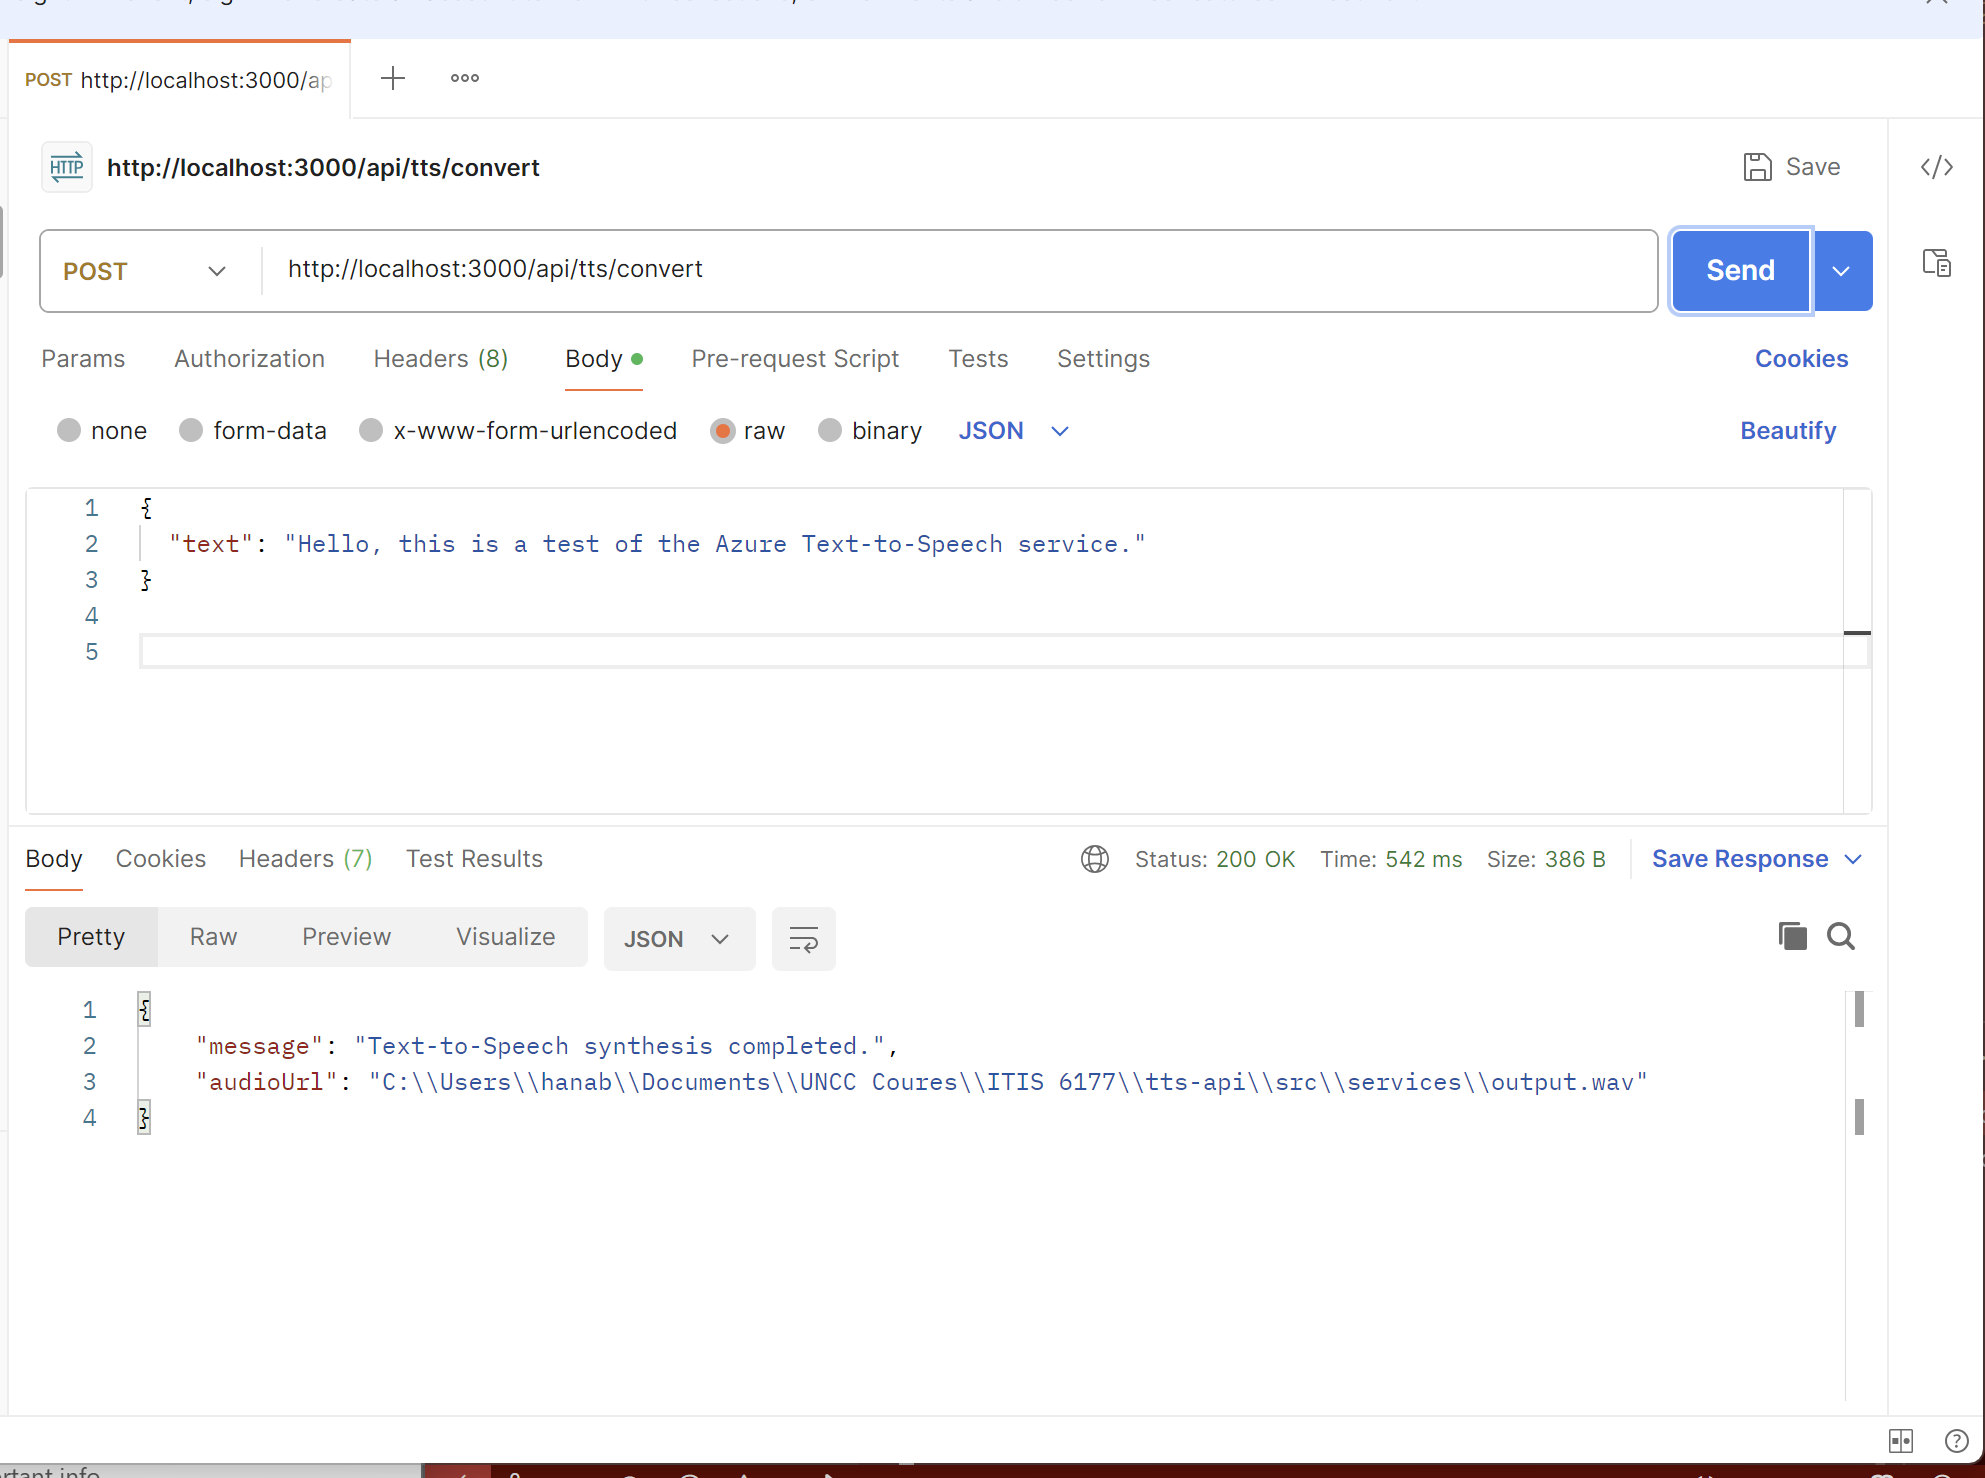 POST http://localhost:3000/ap
HTTP http://localhost:3000/api/tts/convert
Save
POST http://localhost:3000/api/tts/convert
Send
Params Authorization Headers (8) Body Pre-request Script Tests Settings Cookies
none form-data x-www-form-urlencoded raw binary JSON Beautify
1 {
2 "text": "Hello, this is a test of the Azure Text-to-Speech service."
3 }
4
5
Body Cookies Headers (7) Test Results Status: 200 OK Time: 542 ms Size: 386 B Save Response
Pretty Raw Preview Visualize JSON
1 {
2 "message": "Text-to-Speech synthesis completed.",
3 "audioUrl": "C:\\Users\\hanab\\Documents\\UNCC Coures\\ITIS 6177\\tts-api\\src\\services\\output.wav"
4 }